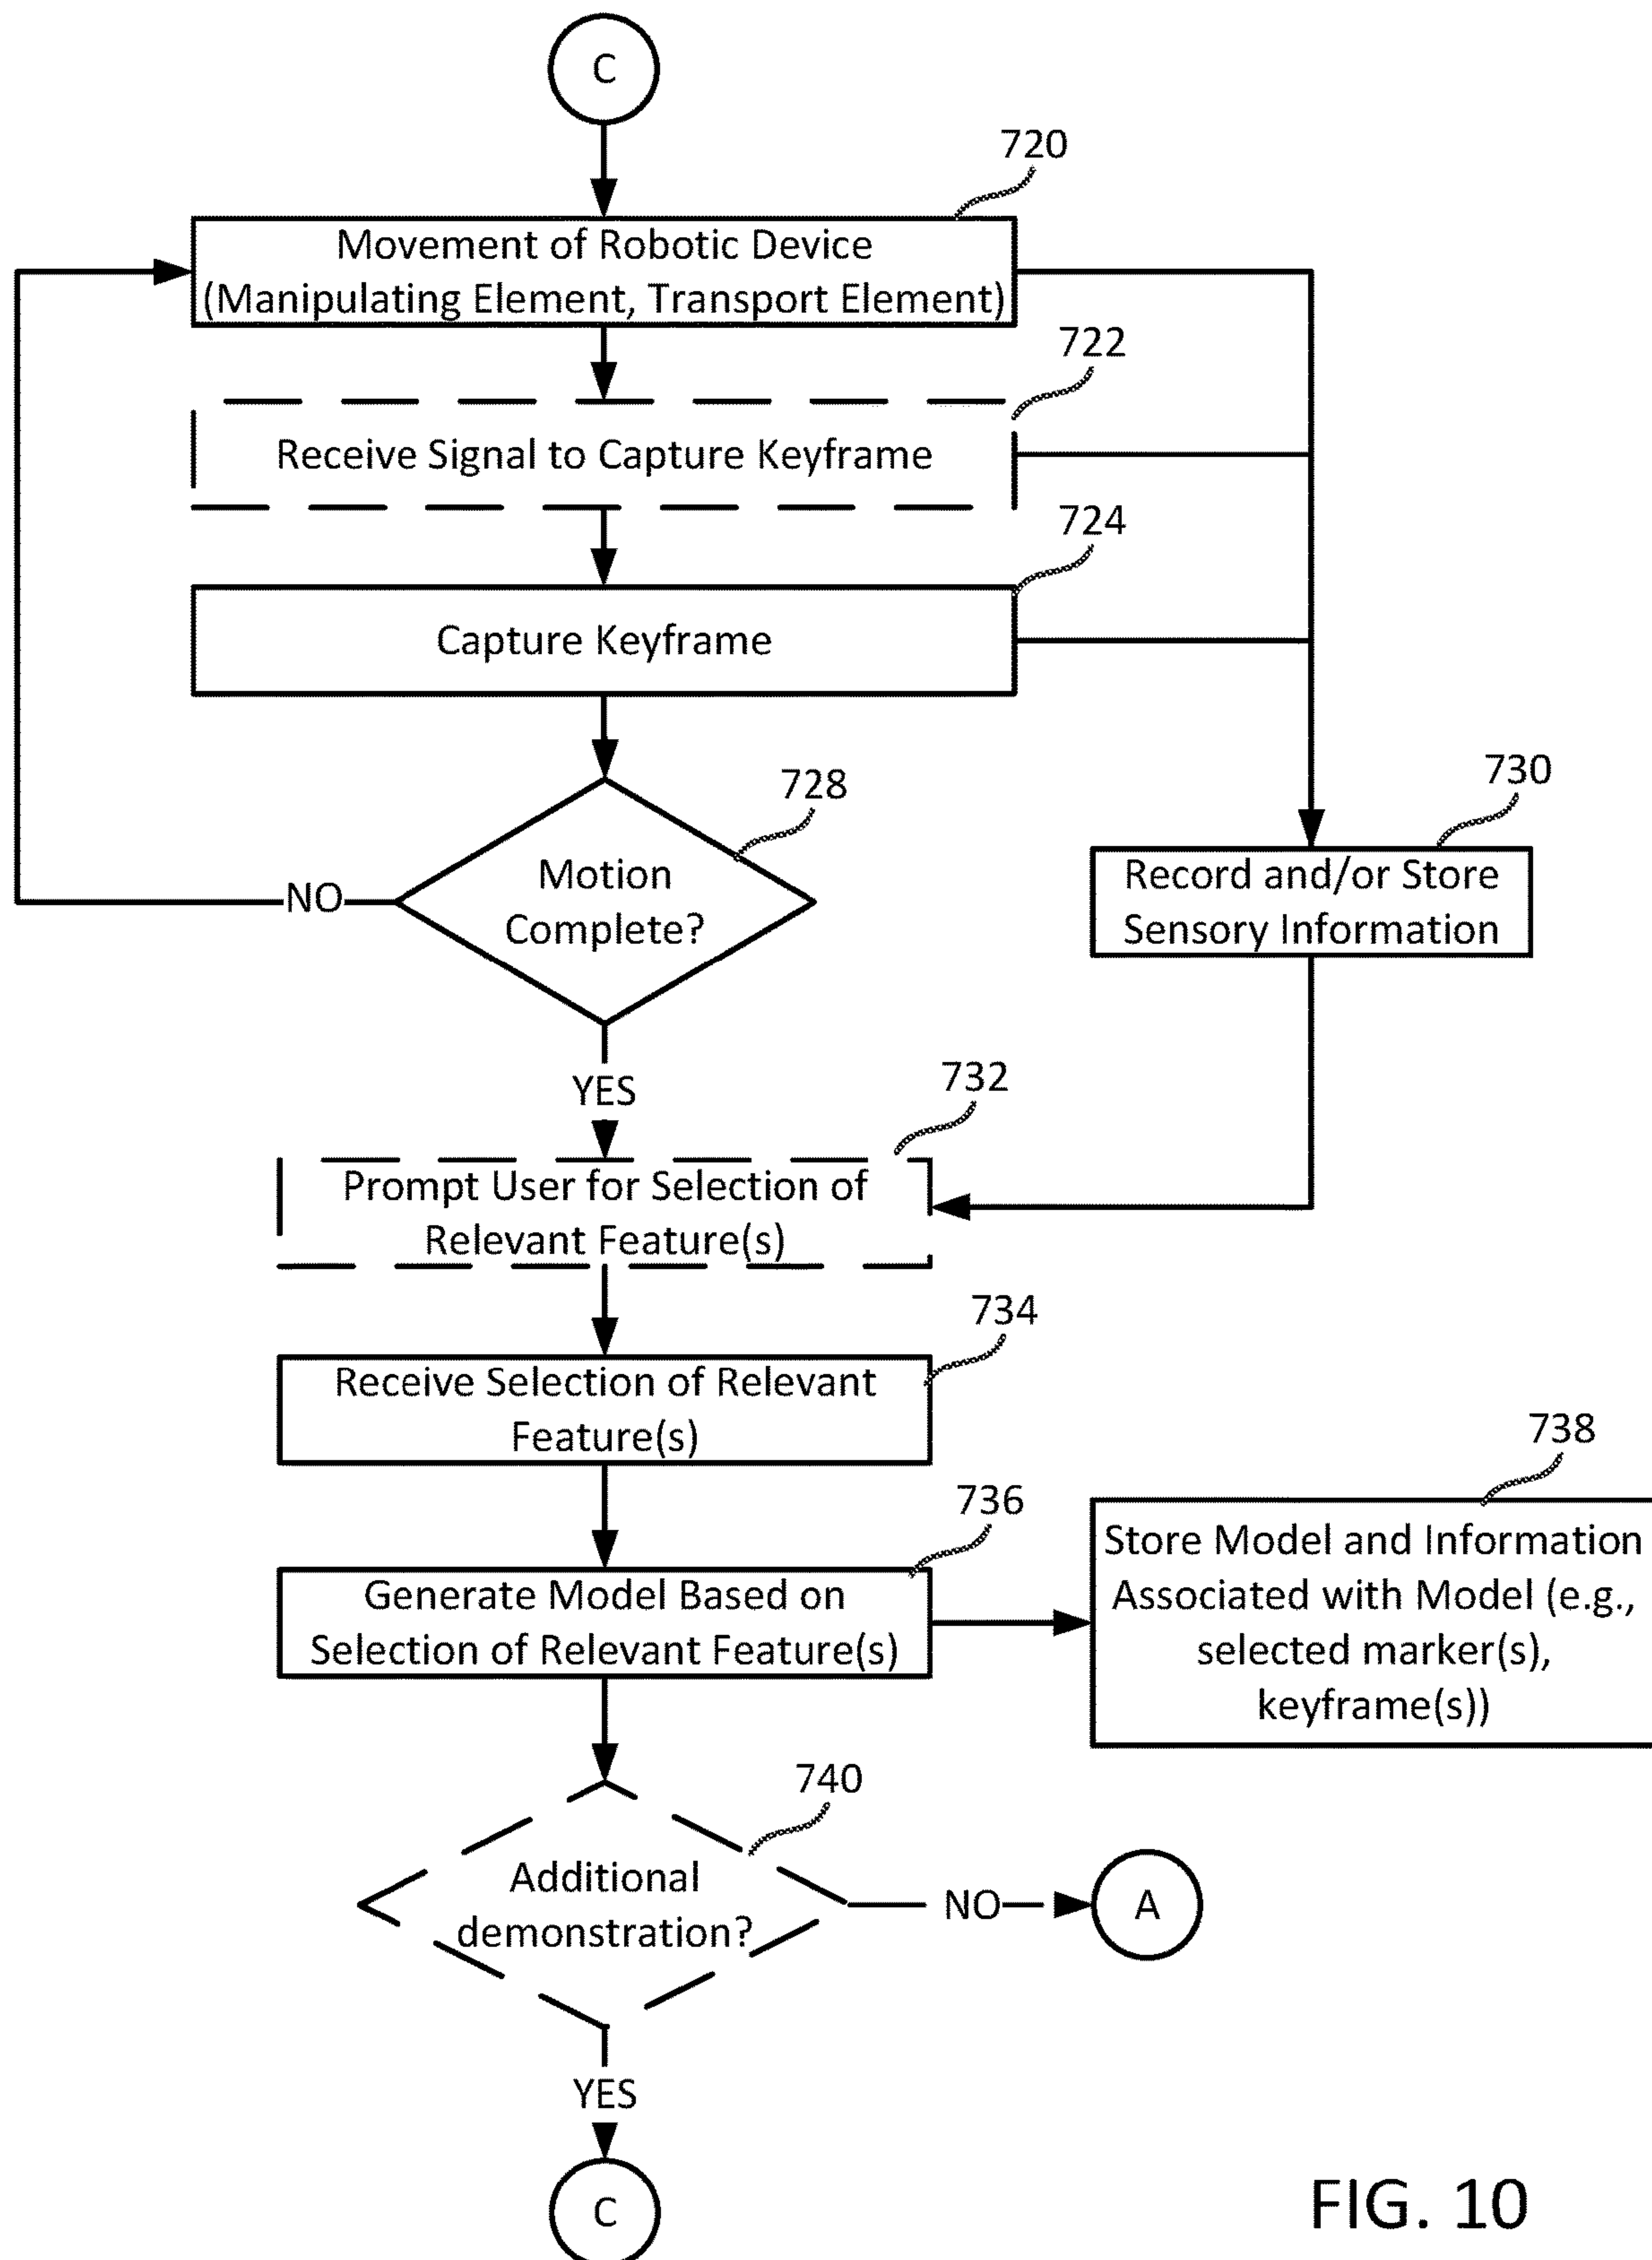 C
720
Movement of Robotic Device
(Manipulating Element, Transport Element)
722
Receive Signal to Capture Keyframe
724
Capture Keyframe
728
Motion
Complete?
NO
730
Record and/or Store
Sensory Information
YES
732
Prompt User for Selection of
Relevant Feature(s)
734
Receive Selection of Relevant
Feature(s)
736
Generate Model Based on
Selection of Relevant Feature(s)
738
Store Model and Information
Associated with Model (e.g.,
selected marker(s),
keyframe(s))
740
Additional
demonstration?
NO
A
YES
C
FIG. 10